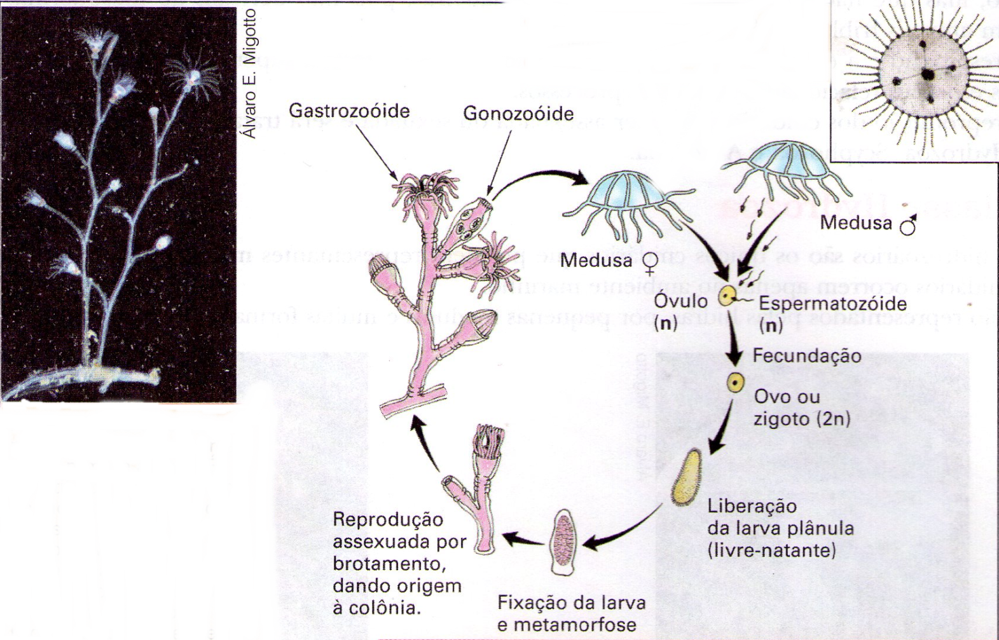 Álvaro E. Migotto
Gastrozoóide
Gonozoóide
Medusa ♂
Medusa ♀
Óvulo
(n)
Espermatozóide
(n)
Fecundação
Ovo ou
zigoto (2n)
Liberação
da larva plânula
(livre-natante)
Fixação da larva
e metamorfose
Reprodução
assexuada por
brotamento,
dando origem
à colônia.